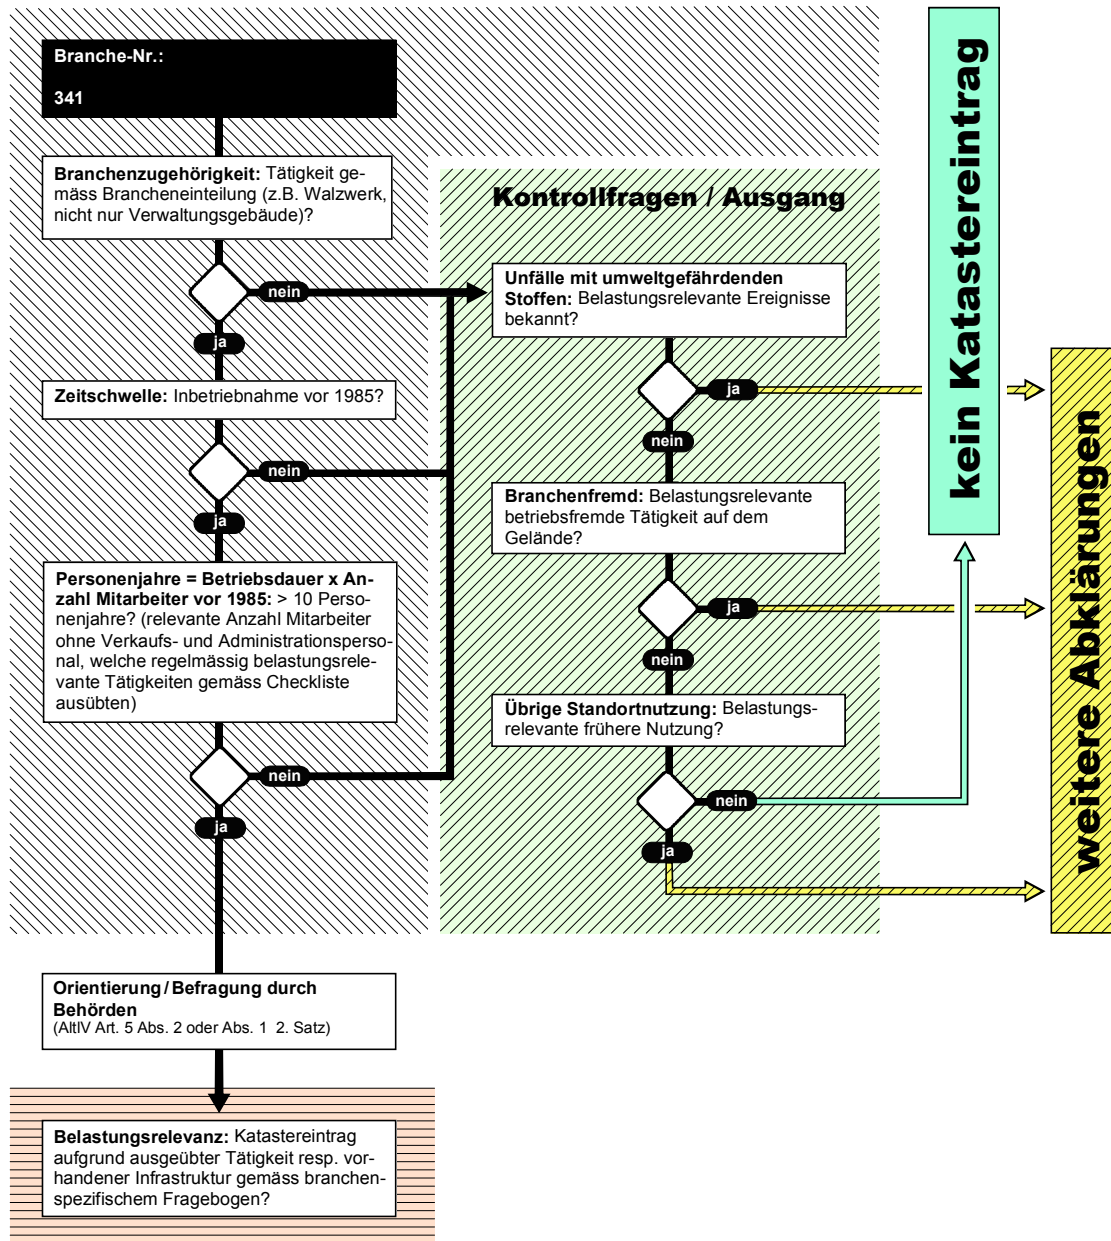 Branche-Nr.:
341
Branchenzugehörigkeit: Tätigkeit ge-
mäss Brancheneinteilung (z.B. Walzwerk,
nicht nur Verwaltungsgebäude)?
nein
ja
Zeitschwelle: Inbetriebnahme vor 1985?
nein
ja
Personenjahre = Betriebsdauer x An-
zahl Mitarbeiter vor 1985: > 10 Perso-
nenjahre? (relevante Anzahl Mitarbeiter
ohne Verkaufs- und Administrationsperso-
nal, welche regelmässig belastungsrele-
vante Tätigkeiten gemäss Checkliste
ausübten)
nein
ja
Orientierung / Befragung durch
Behörden
(AltlV Art. 5 Abs. 2 oder Abs. 1 2. Satz)
Belastungsrelevanz: Katastereintrag
aufgrund ausgeübter Tätigkeit resp. vor-
handener Infrastruktur gemäss branchen-
spezifischem Fragebogen?
Kontrollfragen / Ausgang
Unfälle mit umweltgefährdenden
Stoffen: Belastungsrelevante Ereignisse
bekannt?
ja
nein
Branchenfremd: Belastungsrelevante
betriebsfremde Tätigkeit auf dem
Gelände?
ja
nein
Übrige Standortnutzung: Belastungs-
relevante frühere Nutzung?
nein
ja
kein Katastereintrag
weitere Abklärungen